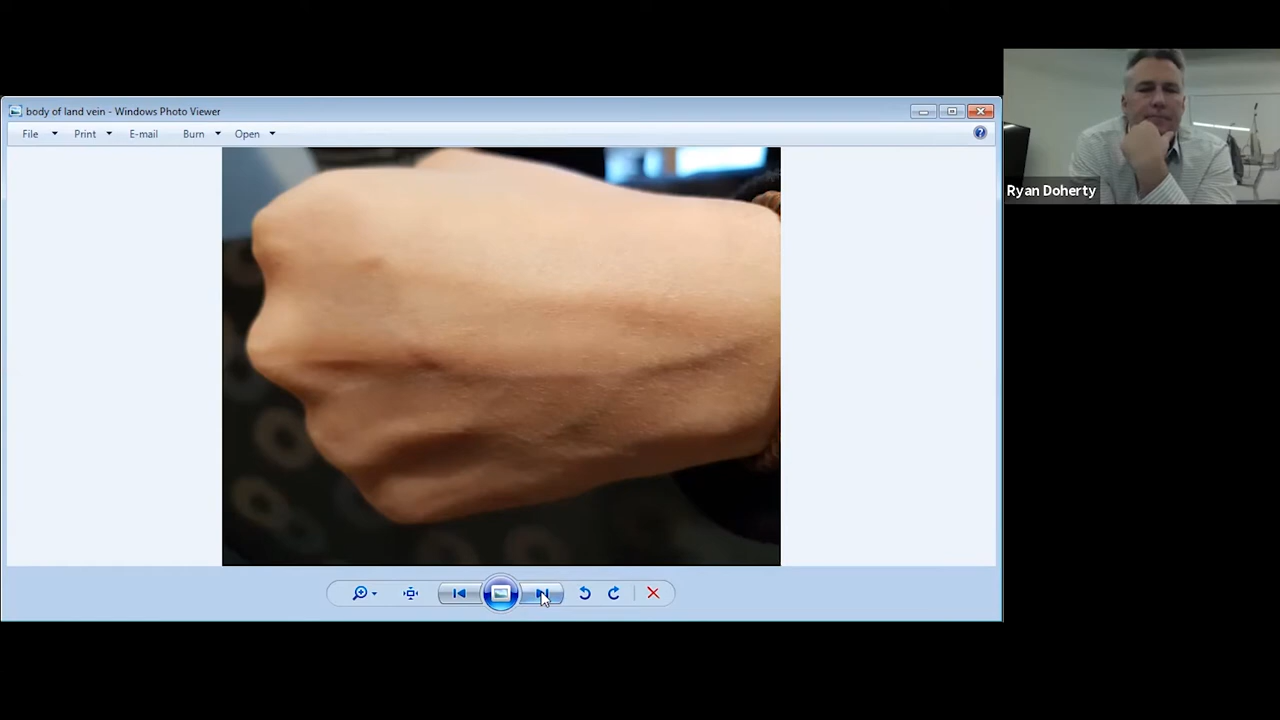 body of land vein - Windows Photo Viewer
File Print E-mail Burn Open
Ryan Doherty